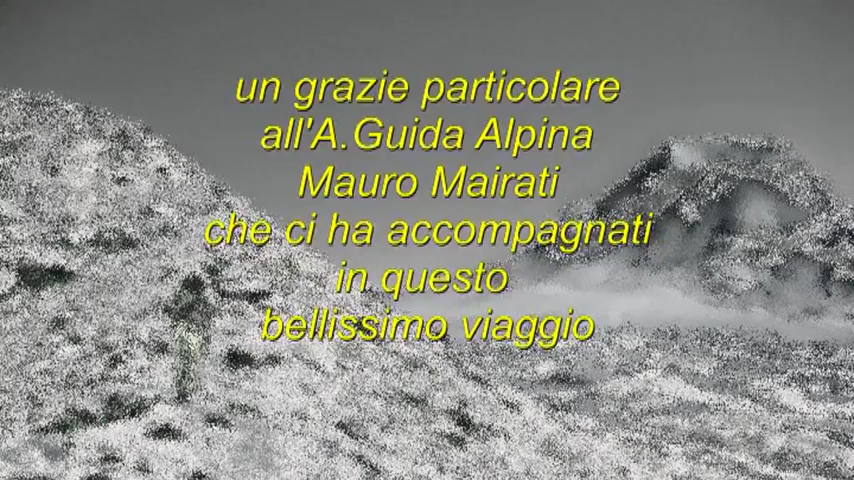 un grazie particolare
all'A.Guida Alpina
Mauro Mairati
che ci ha accompagnati
in questo
bellissimo viaggio